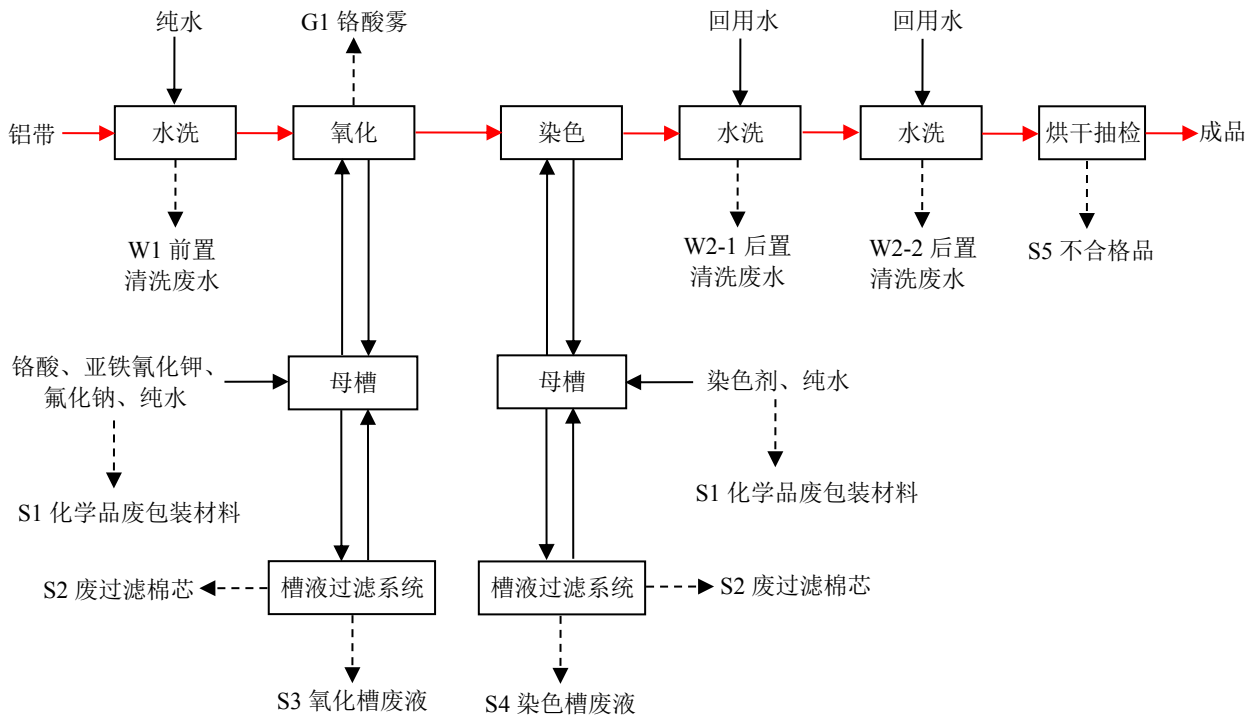 纯水
G1 铬酸雾
回用水
回用水
铝带
水洗
氧化
染色
水洗
水洗
烘干抽检
成品
W1 前置
清洗废水
W2-1 后置
清洗废水
W2-2 后置
清洗废水
S5 不合格品
铬酸、亚铁氰化钾、
氟化钠、纯水
母槽
母槽
染色剂、纯水
S1 化学品废包装材料
S1 化学品废包装材料
S2 废过滤棉芯
槽液过滤系统
槽液过滤系统
S2 废过滤棉芯
S3 氧化槽废液
S4 染色槽废液